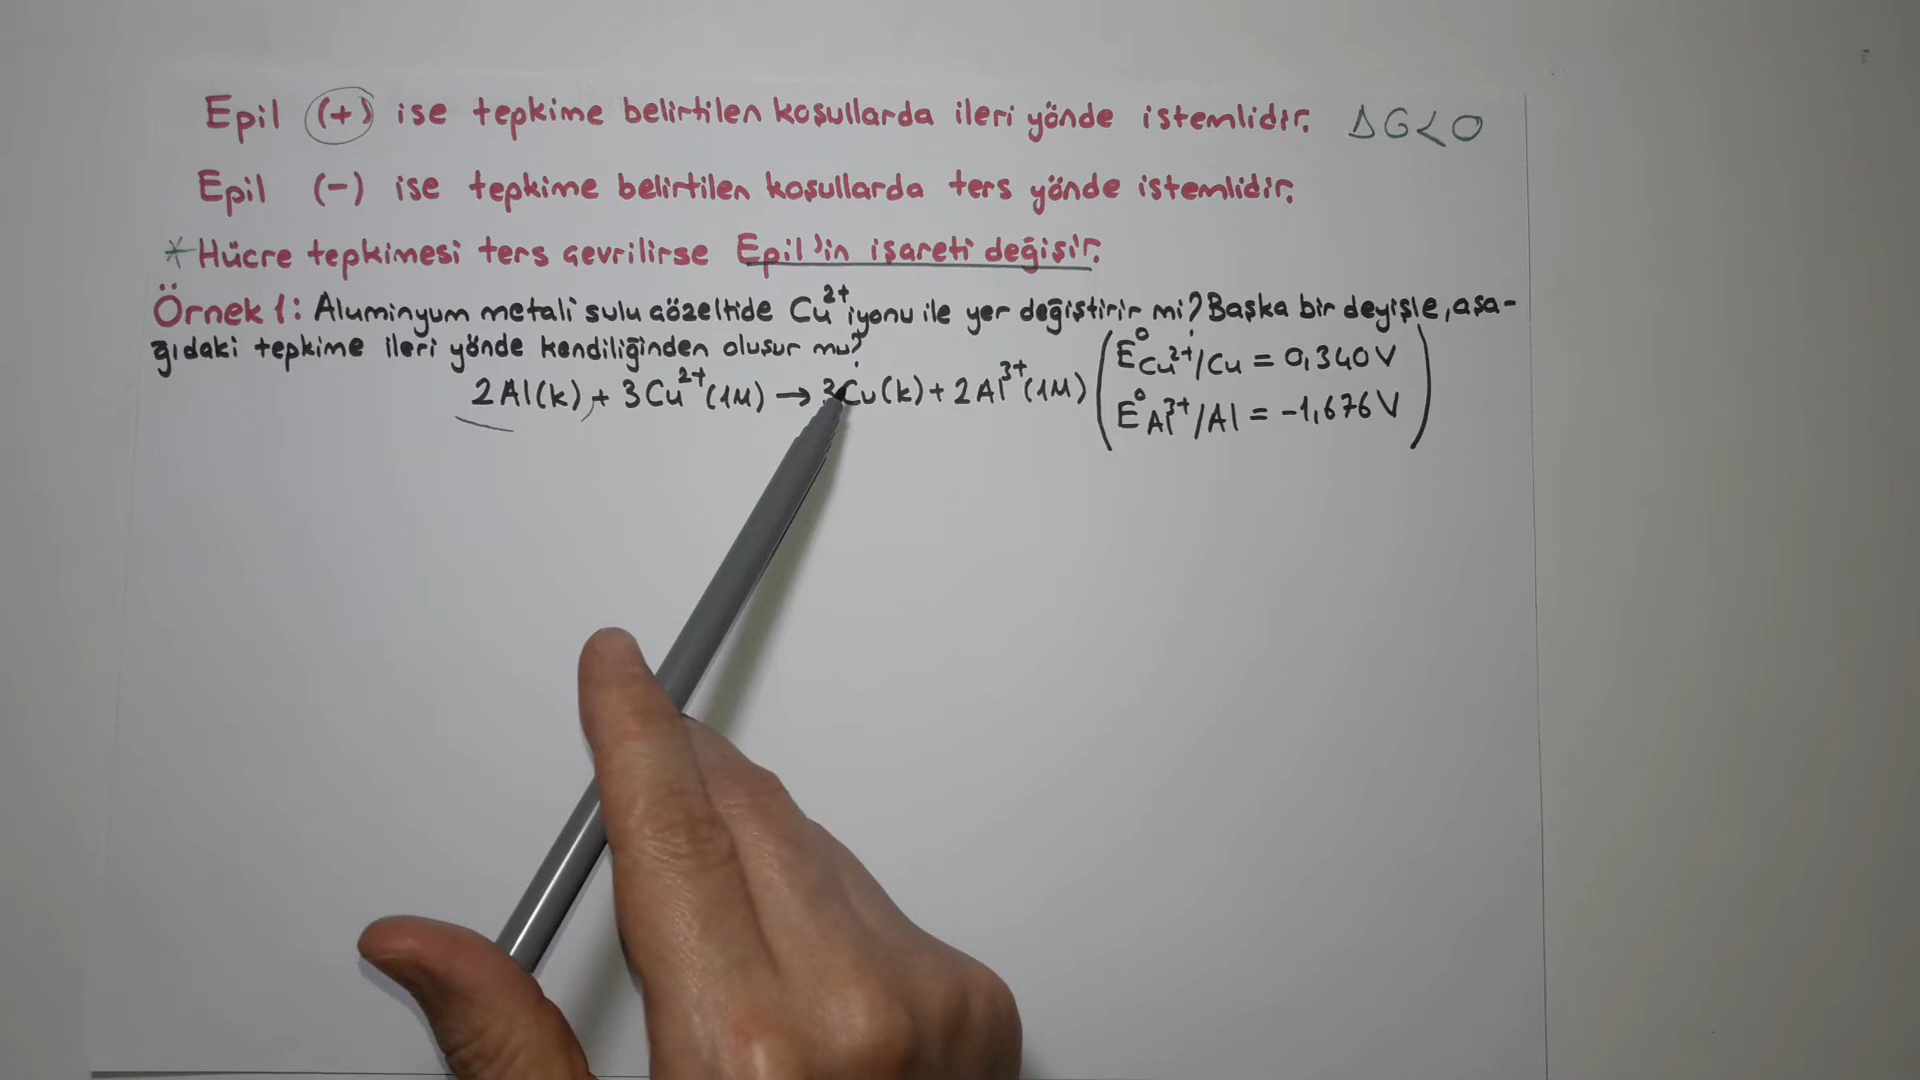 Epil (+) ise tepkime belirtilen koşullarda ileri yönde istemlidir. ΔG<0
Epil (-) ise tepkime belirtilen koşullarda ters yönde istemlidir.
*Hücre tepkimesi ters çevrilirse Epil'in işareti değişir.
Örnek 1: Aluminyum metali sulu çözeltide Cu²⁺ iyonu ile yer değiştirir mi? Başka bir deyişle, aşa-
ğıdaki tepkime ileri yönde kendiliğinden oluşur mu?
2Al(k) + 3Cu²⁺(1M) → 3Cu(k) + 2Al³⁺(1M)
(E⁰Cu²⁺/Cu = 0,340V
E⁰Al³⁺/Al = -1,676V)